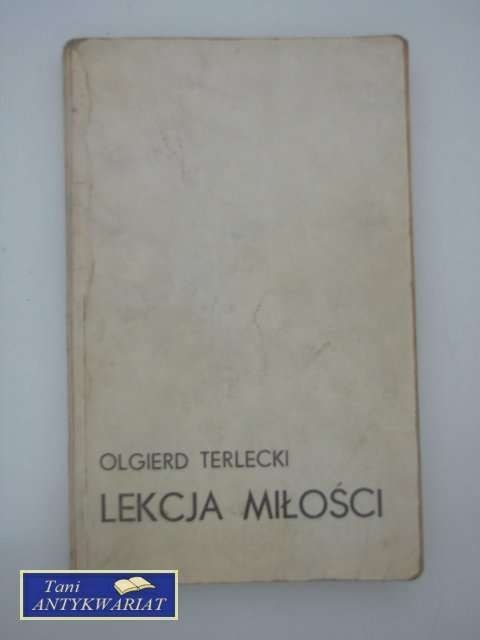 OLGIERD TERLECKI
LEKCJA MIŁOŚCI
Tani
ANTYKWARIAT